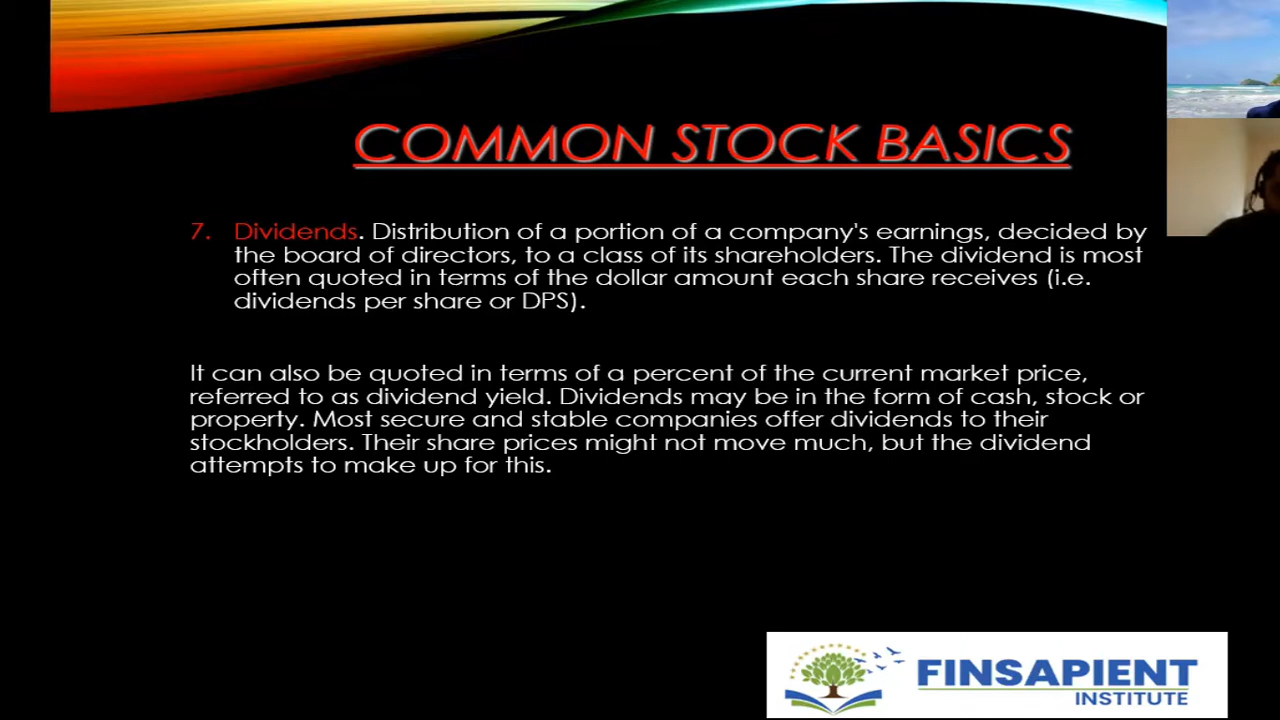 COMMON STOCK BASICS
7. Dividends. Distribution of a portion of a company's earnings, decided by
the board of directors, to a class of its shareholders. The dividend is most
often quoted in terms of the dollar amount each share receives (i.e.
dividends per share or DPS).
It can also be quoted in terms of a percent of the current market price,
referred to as dividend yield. Dividends may be in the form of cash, stock or
property. Most secure and stable companies offer dividends to their
stockholders. Their share prices might not move much, but the dividend
attempts to make up for this.
FINSAPIENT
INSTITUTE